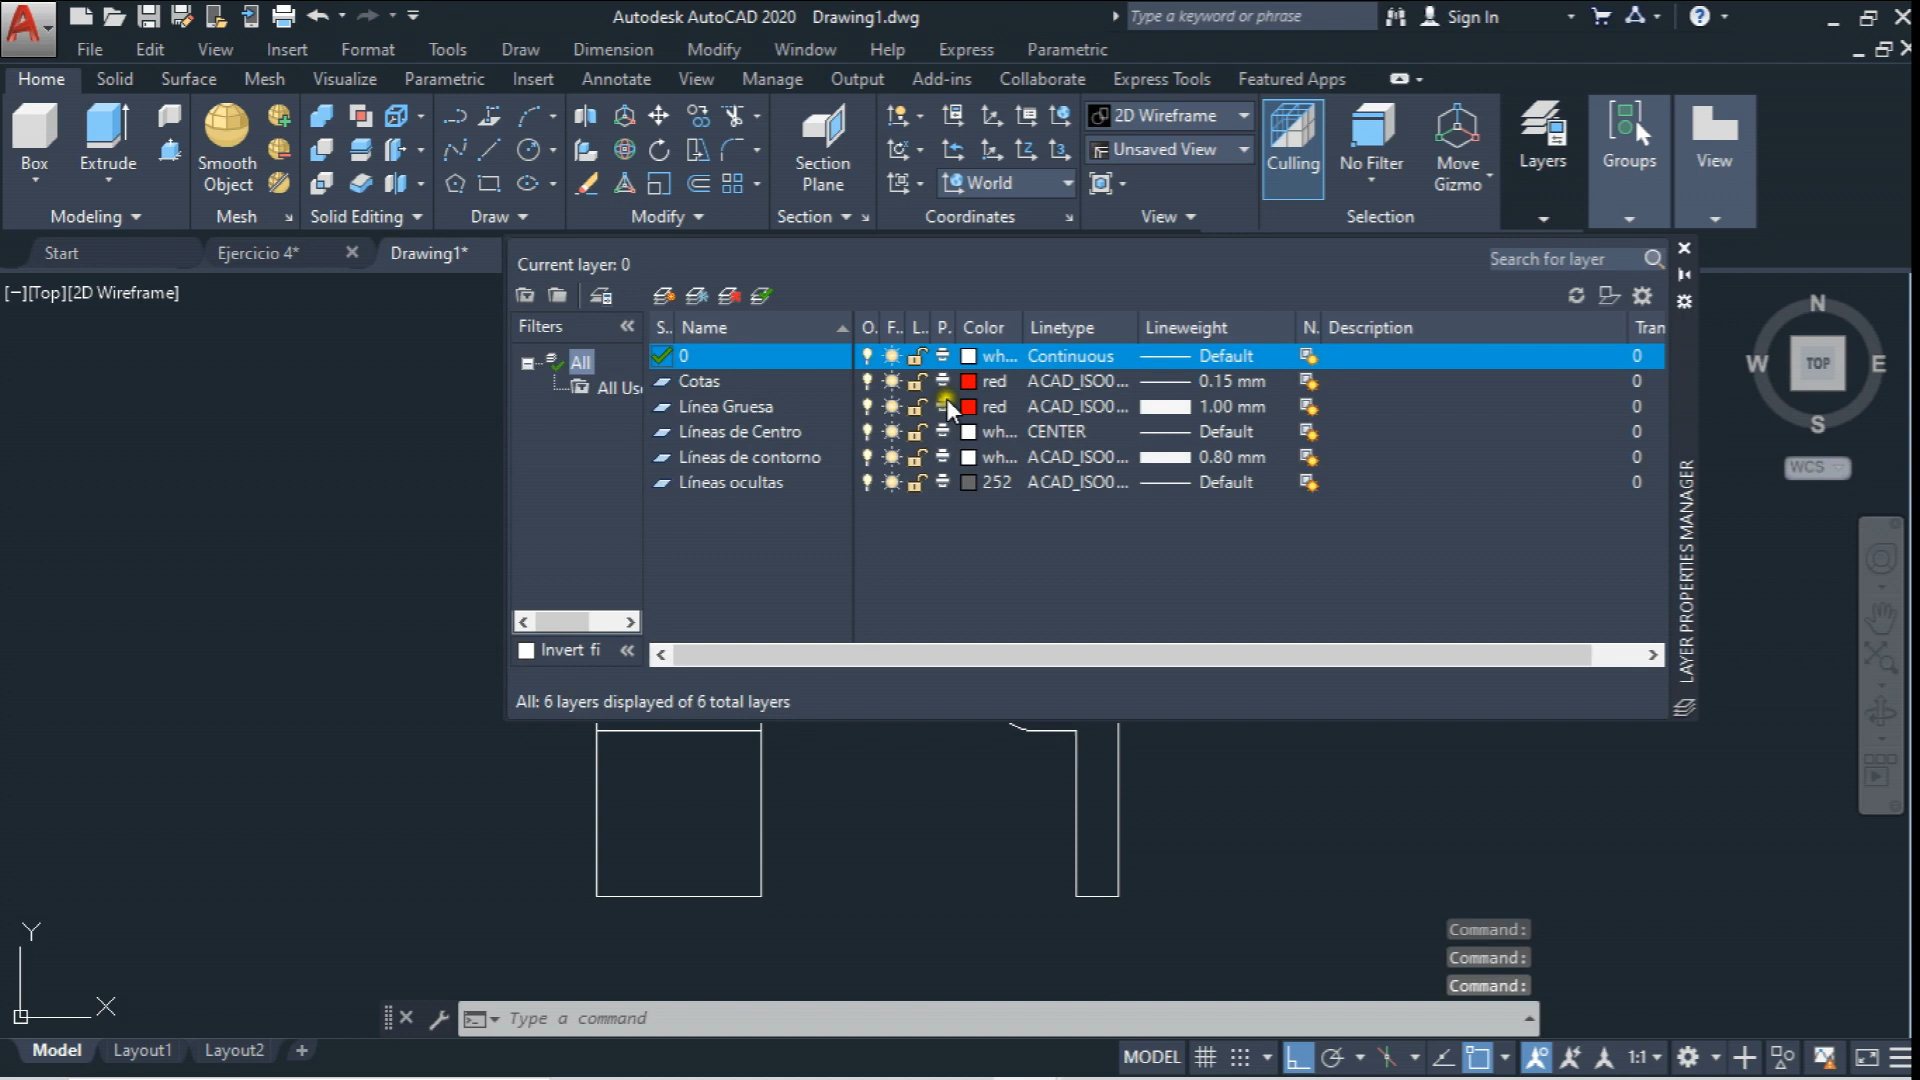 Autodesk AutoCAD 2020 Drawing1.dwg
Type a keyword or phrase
Sign In
File Edit View Insert Format Tools Draw Dimension Modify Window Help Express Parametric
Home Solid Surface Mesh Visualize Parametric Insert Annotate View Manage Output Add-ins Collaborate Express Tools Featured Apps
Box
Extrude
Smooth
Object
Section
Plane
2D Wireframe
Unsaved View
World
Culling
No Filter
Move
Gizmo
Layers
Groups
View
Modeling
Mesh
Solid Editing
Draw
Modify
Section
Coordinates
View
Selection
Start
Ejercicio 4*
Drawing1*
[−][Top][2D Wireframe]
Current layer: 0
Search for layer
Filters
All
All Us
Invert fi
S.. Name O. F.. L.. P. Color Linetype Lineweight N. Description Tran
0 wh... Continuous Default 0
Cotas red ACAD_ISO0... 0.15 mm 0
Línea Gruesa red ACAD_ISO0... 1.00 mm 0
Líneas de Centro wh... CENTER Default 0
Líneas de contorno wh... ACAD_ISO0... 0.80 mm 0
Líneas ocultas 252 ACAD_ISO0... Default 0
All: 6 layers displayed of 6 total layers
LAYER PROPERTIES MANAGER
N
W TOP E
S
WCS
Y
X
Command:
Command:
Command:
Type a command
Model Layout1 Layout2 +
MODEL
1:1